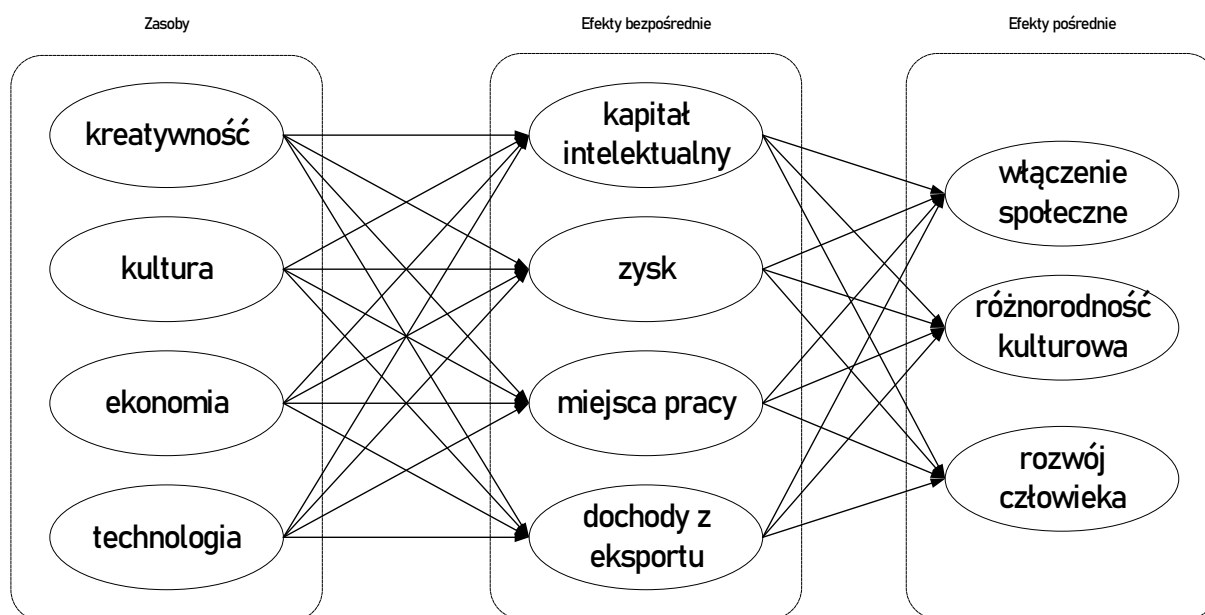 Zasoby
Efekty bezpośrednie
Efekty pośrednie
kreatywność
kultura
ekonomia
technologia
kapitał
intelektualny
zysk
miejsca pracy
dochody z
eksportu
włączenie
społeczne
różnorodność
kulturowa
rozwój
człowieka